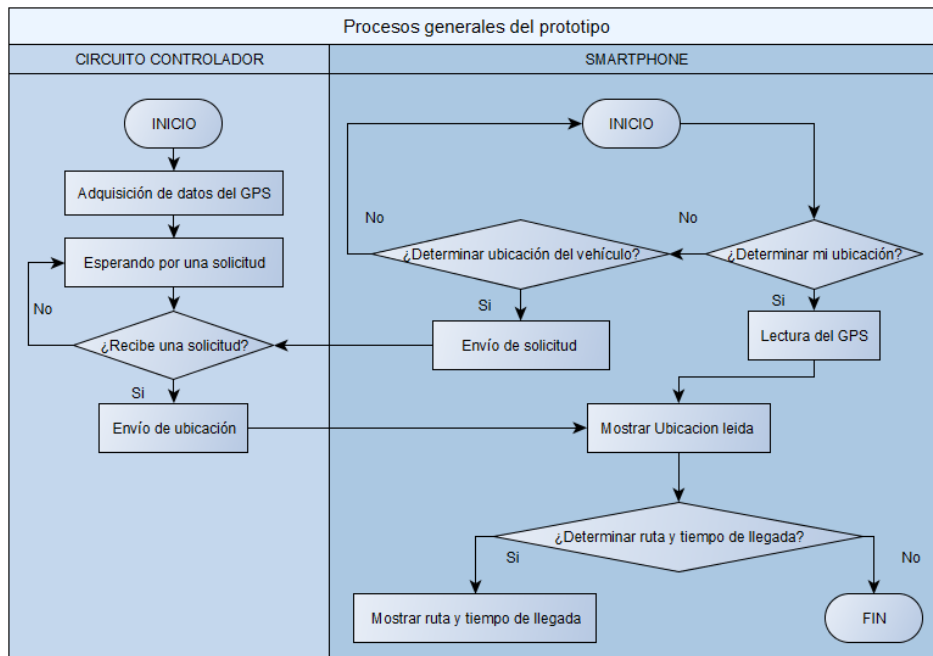 Procesos generales del prototipo
CIRCUITO CONTROLADOR
SMARTPHONE
INICIO
Adquisición de datos del GPS
Esperando por una solicitud
No
¿Recibe una solicitud?
Si
Envío de ubicación
INICIO
No
¿Determinar ubicación del vehículo?
No
¿Determinar mi ubicación?
Si
Envío de solicitud
Si
Lectura del GPS
Mostrar Ubicacion leida
¿Determinar ruta y tiempo de llegada?
Si
No
Mostrar ruta y tiempo de llegada
FIN